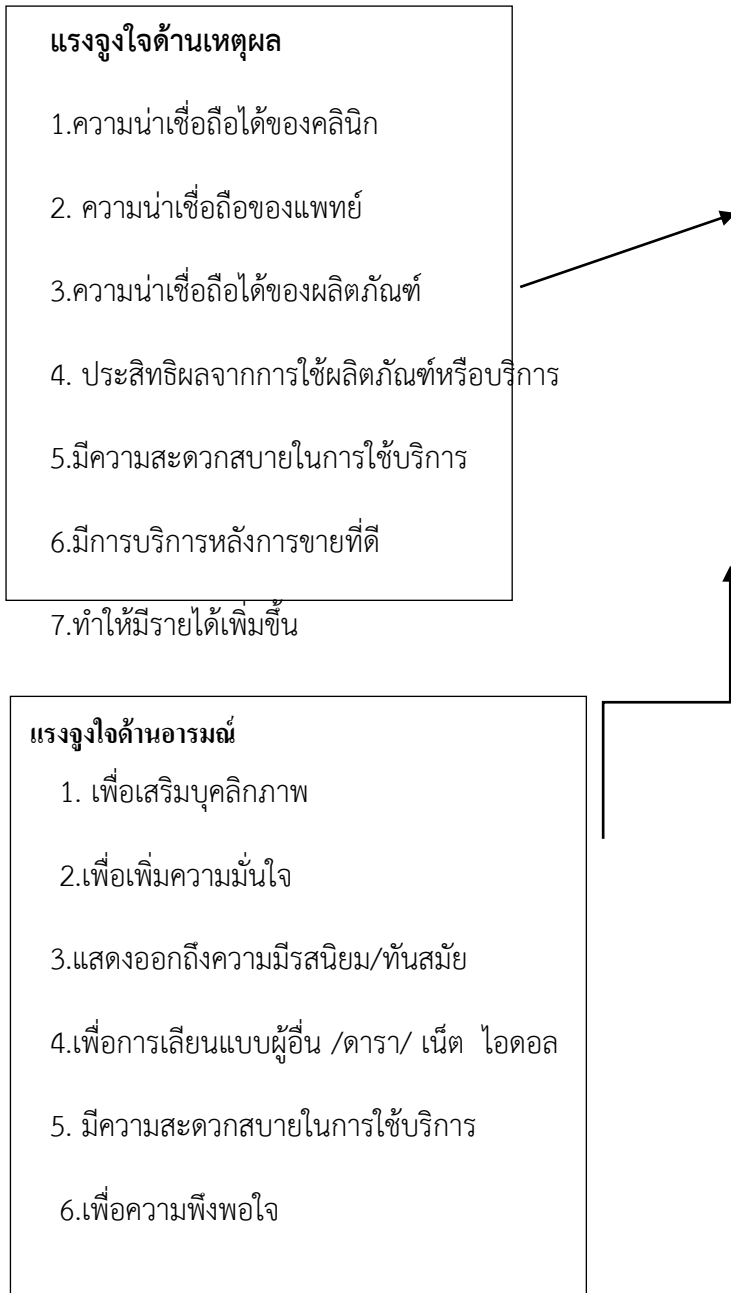 แรงจูงใจด้านเหตุผล
1.ความน่าเชื่อถือได้ของคลินิก
2. ความน่าเชื่อถือของแพทย์
3.ความน่าเชื่อถือได้ของผลิตภัณฑ์
4. ประสิทธิผลจากการใช้ผลิตภัณฑ์หรือบริการ
5.มีความสะดวกสบายในการใช้บริการ
6.มีการบริการหลังการขายที่ดี
7.ทำให้มีรายได้เพิ่มขึ้น
แรงจูงใจด้านอารมณ์
1. เพื่อเสริมบุคลิกภาพ
2.เพื่อเพิ่มความมั่นใจ
3.แสดงออกถึงความมีรสนิยม/ทันสมัย
4.เพื่อการเลียนแบบผู้อื่น /ดารา/ เน็ต ไอดอล
5. มีความสะดวกสบายในการใช้บริการ
6.เพื่อความพึงพอใจ